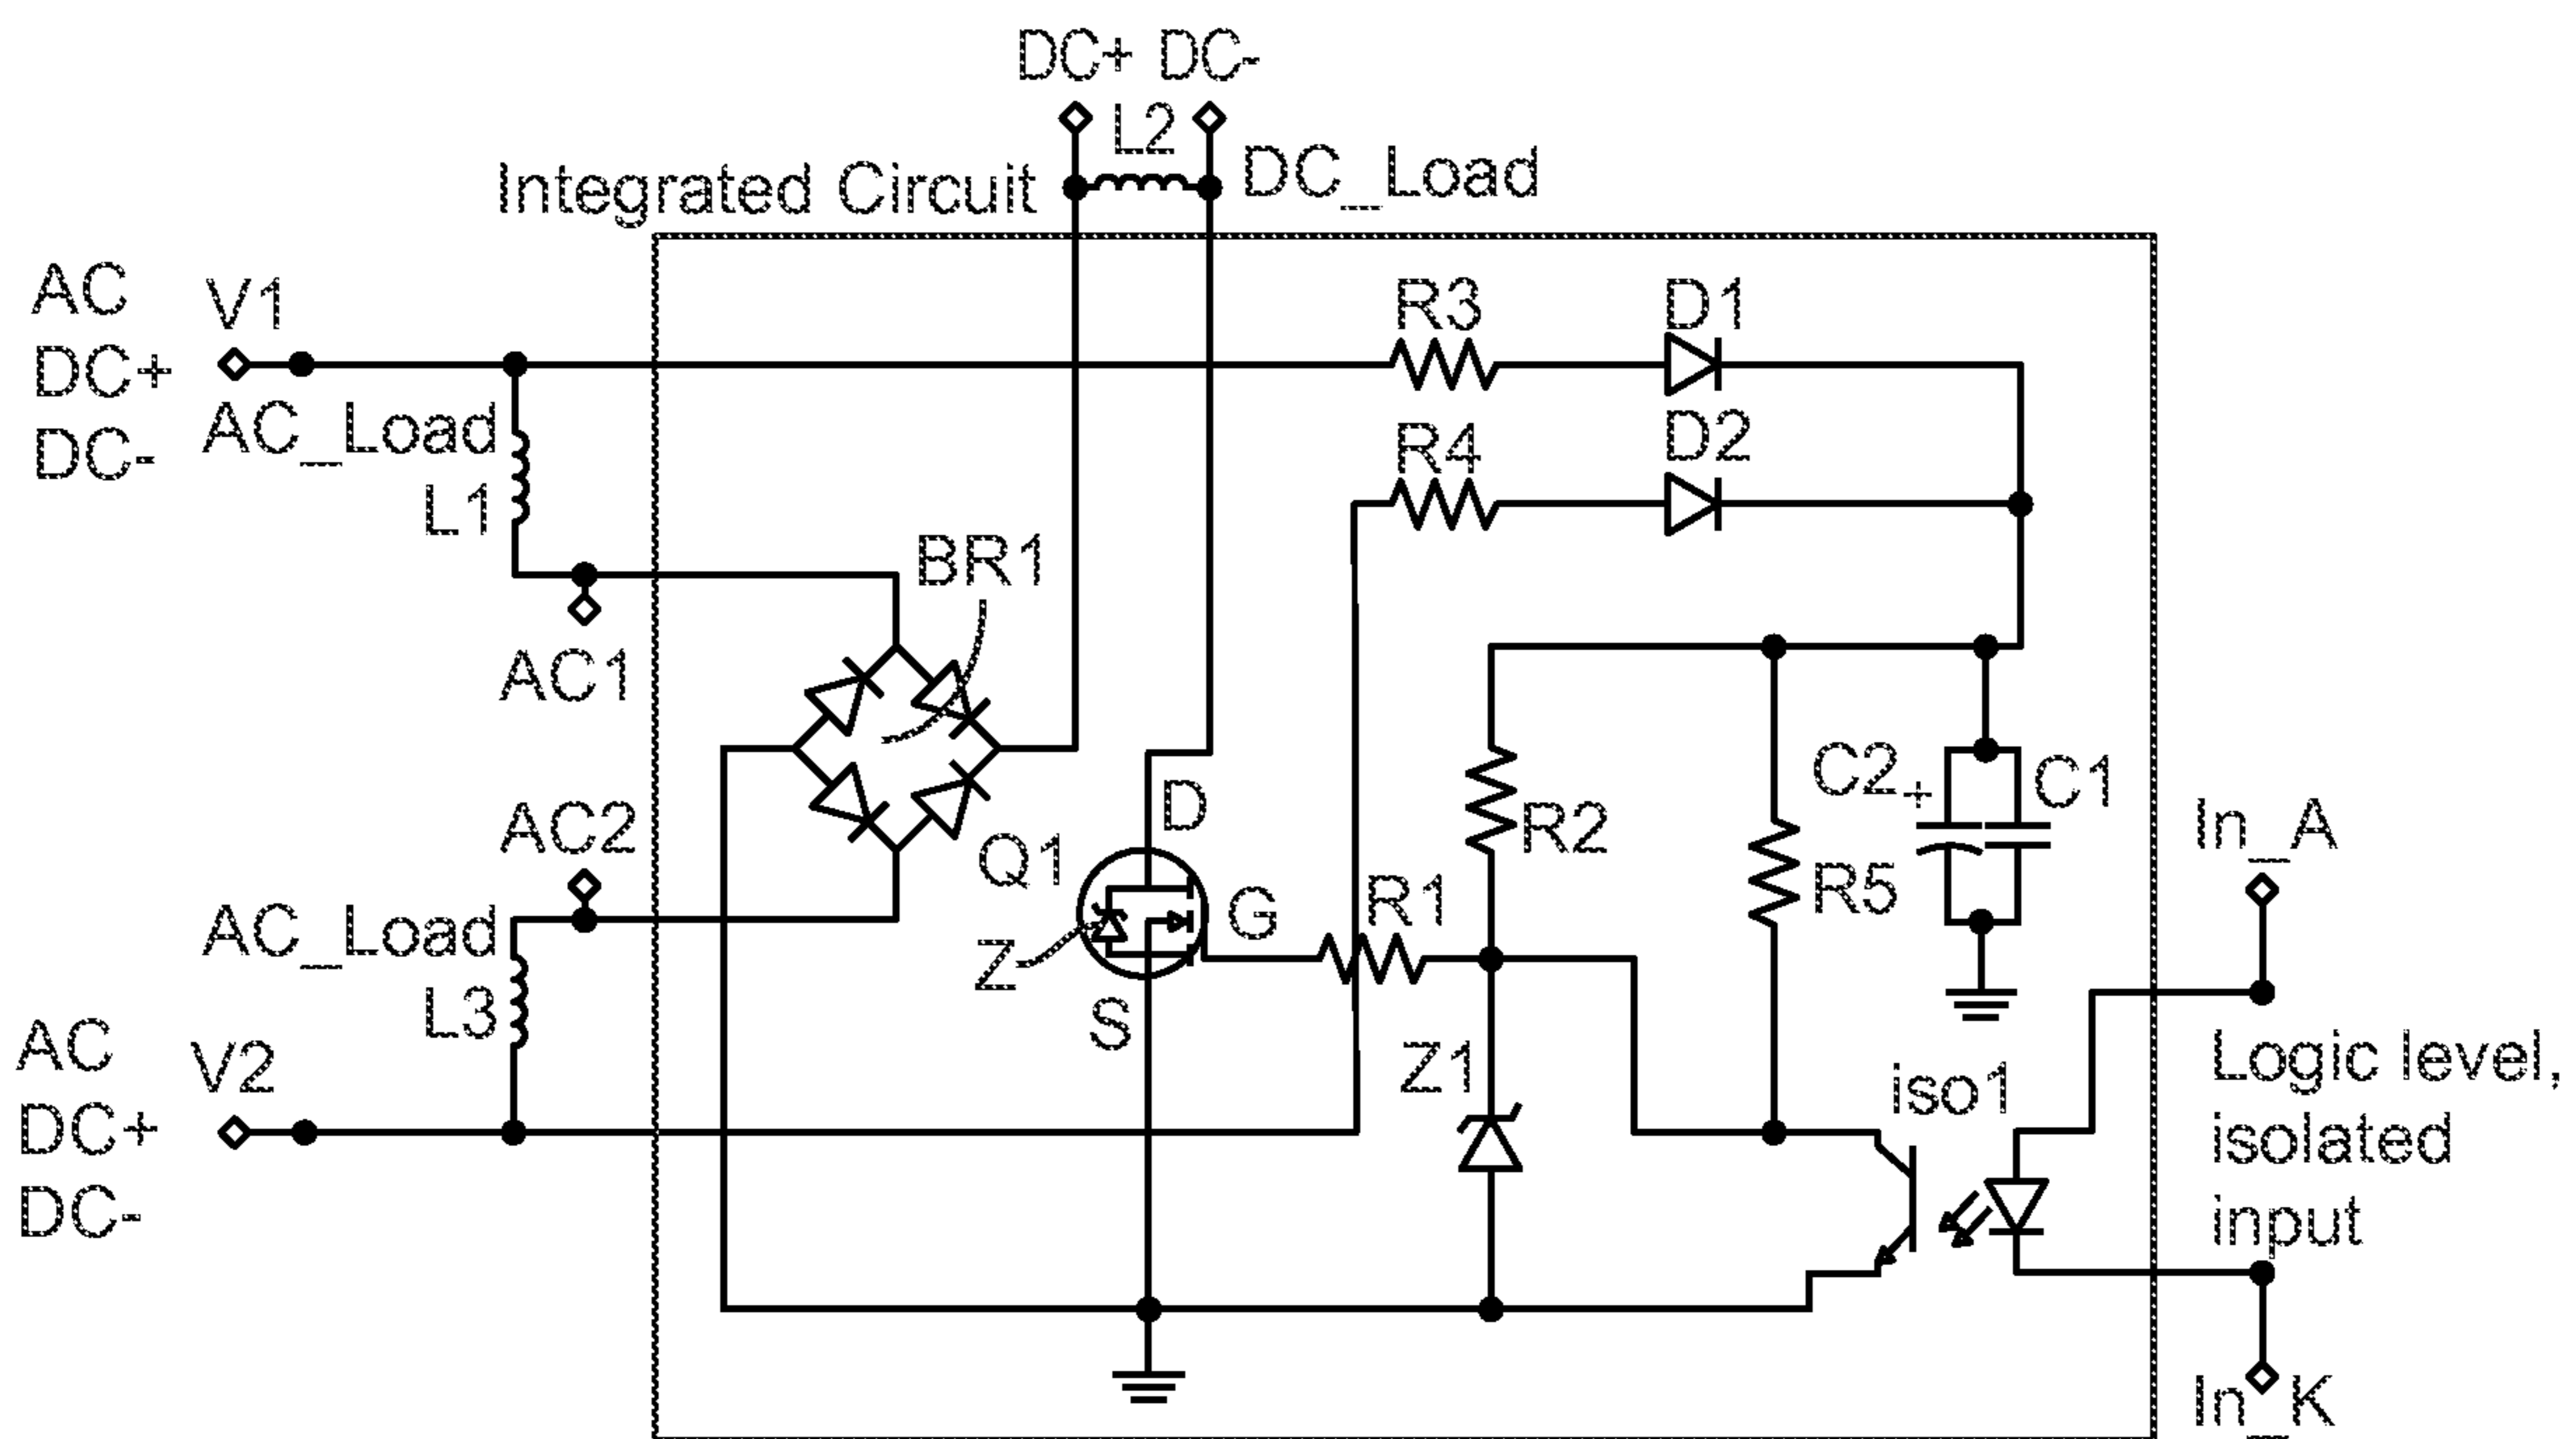 DC+ DC-
L2
Integrated Circuit
DC_Load
AC
DC+
DC-
V1
AC_Load
L1
R3
D1
R4
D2
BR1
AC1
AC2
AC_Load
L3
AC
DC+
DC-
V2
Q1
D
G
S
Z
R1
R2
R5
C2+
C1
Z1
iso1
In_A
Logic level,
isolated
input
In_K